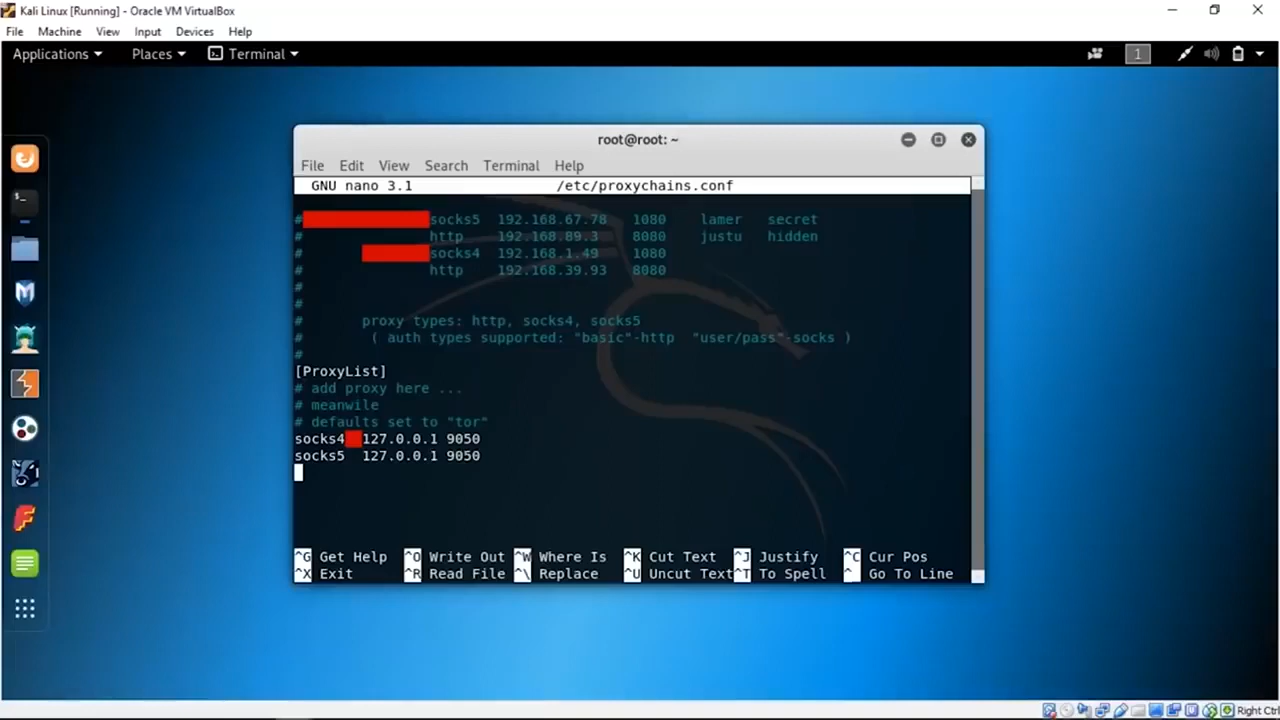 Kali Linux [Running] - Oracle VM VirtualBox
File Machine View Input Devices Help
Applications Places Terminal 1
root@root: ~
File Edit View Search Terminal Help
GNU nano 3.1 /etc/proxychains.conf
# socks5 192.168.67.78 1080 lamer secret
# http 192.168.89.3 8080 justu hidden
# socks4 192.168.1.49 1080
# http 192.168.39.93 8080
#
#
# proxy types: http, socks4, socks5
# ( auth types supported: "basic"-http "user/pass"-socks )
#
[ProxyList]
# add proxy here ...
# meanwile
# defaults set to "tor"
socks4 127.0.0.1 9050
socks5 127.0.0.1 9050
^G Get Help ^O Write Out ^W Where Is ^K Cut Text ^J Justify ^C Cur Pos
^X Exit ^R Read File ^\ Replace ^U Uncut Text ^T To Spell ^_ Go To Line
Right Ctrl